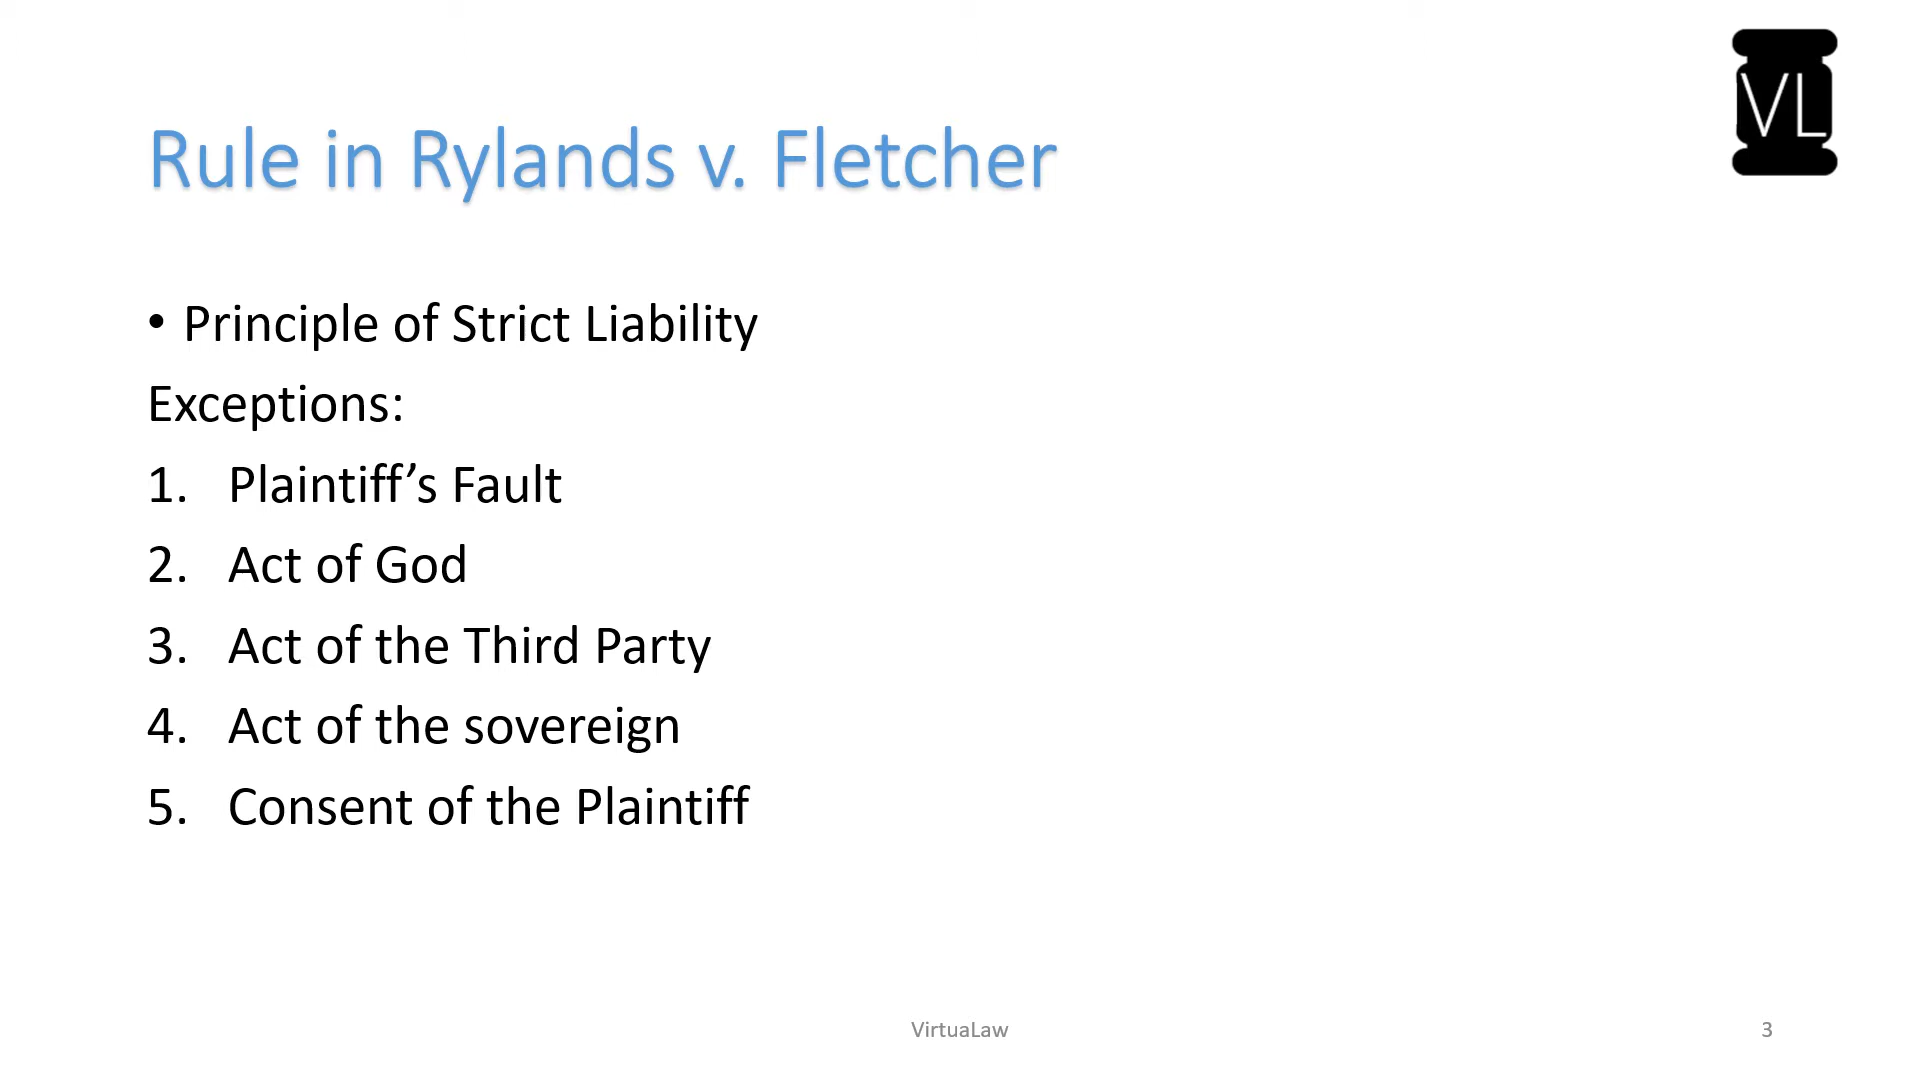 VL
Rule in Rylands v. Fletcher
• Principle of Strict Liability
Exceptions:
1. Plaintiff’s Fault
2. Act of God
3. Act of the Third Party
4. Act of the sovereign
5. Consent of the Plaintiff
VirtuaLaw
3